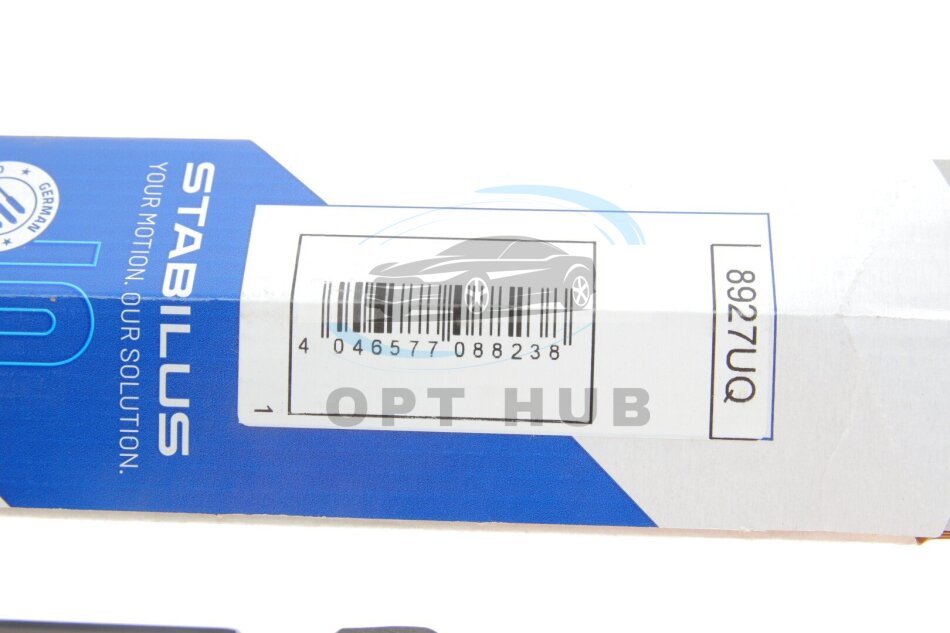 GERMAN
STABILUS
YOUR MOTION. OUR SOLUTION.
4 046577 088238
1
OPT HUB
8927UQ